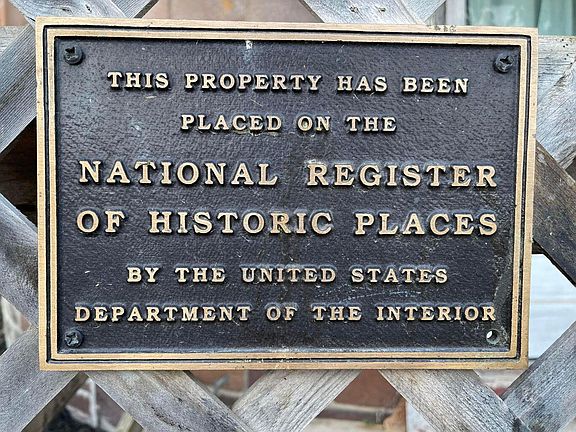 THIS PROPERTY HAS BEEN
PLACED ON THE
NATIONAL REGISTER
OF HISTORIC PLACES
BY THE UNITED STATES
DEPARTMENT OF THE INTERIOR